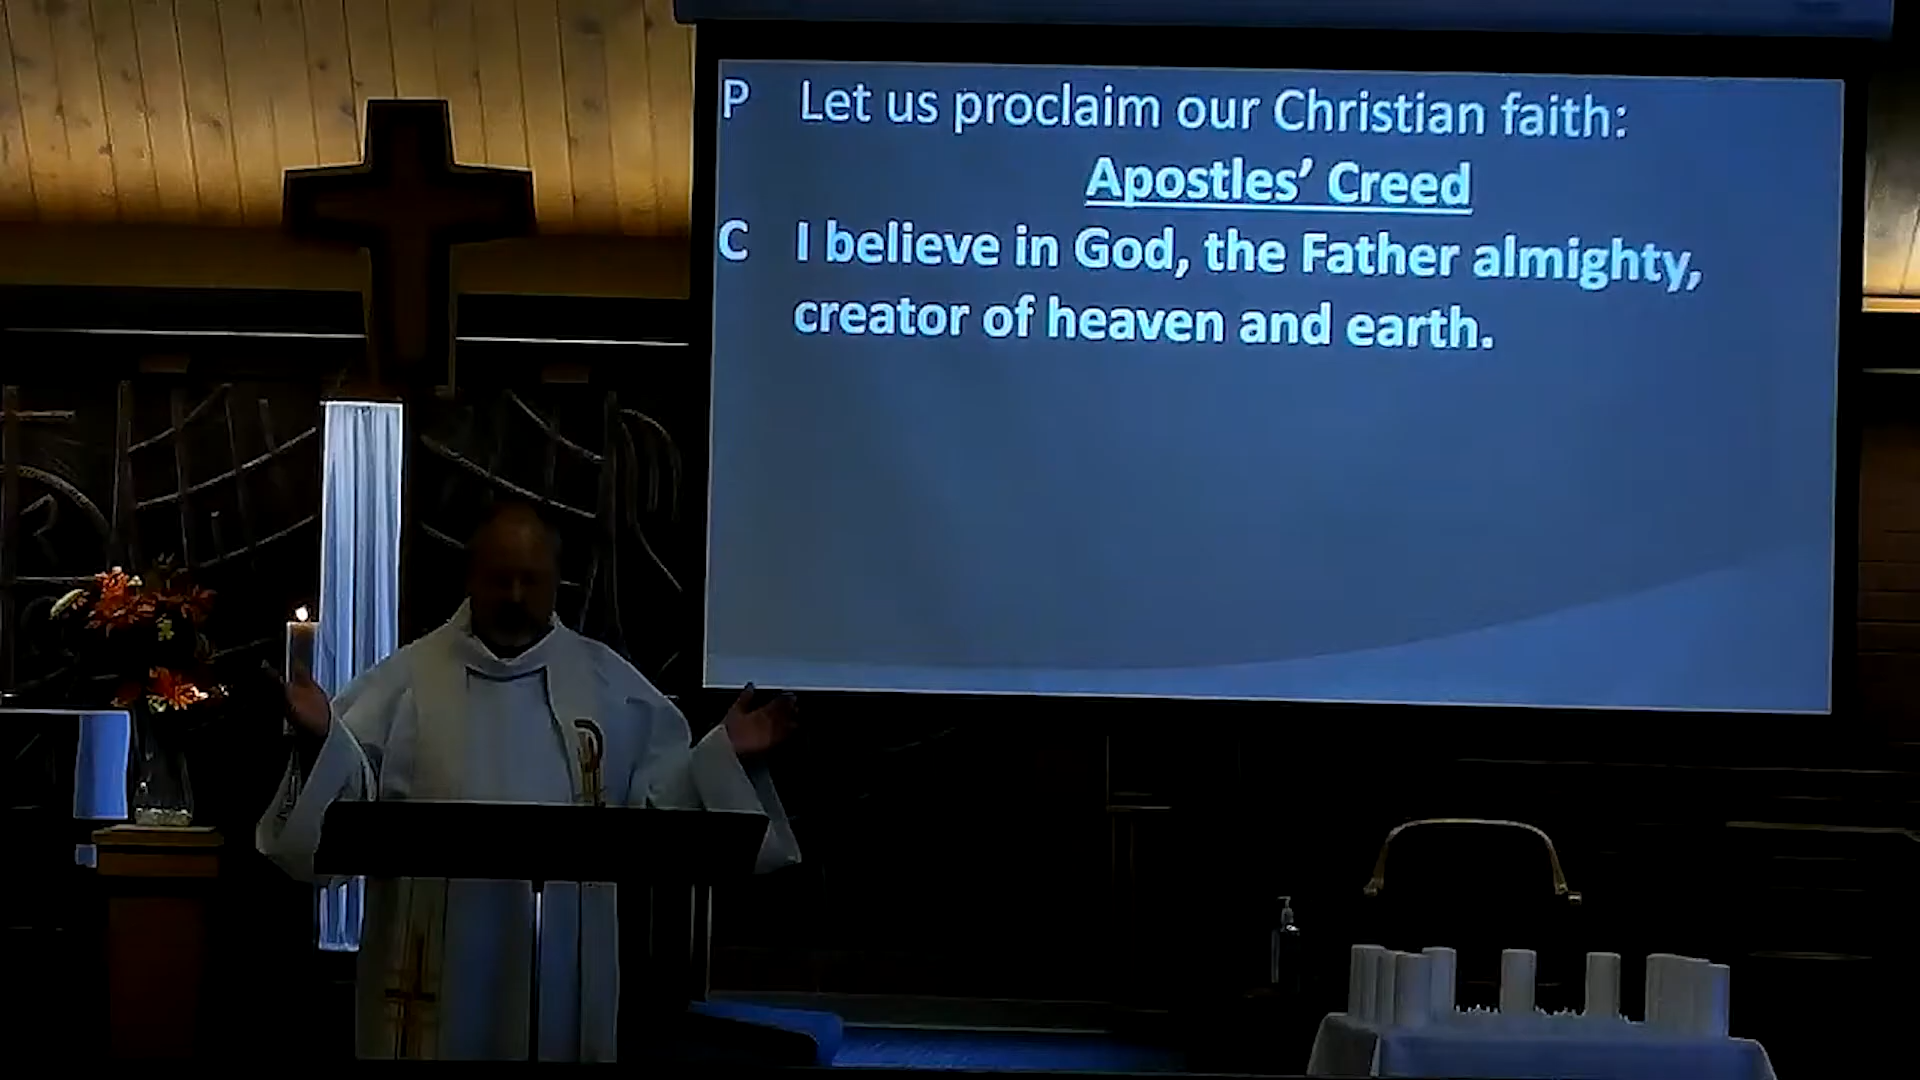 P Let us proclaim our Christian faith:
Apostles’ Creed
C I believe in God, the Father almighty,
creator of heaven and earth.